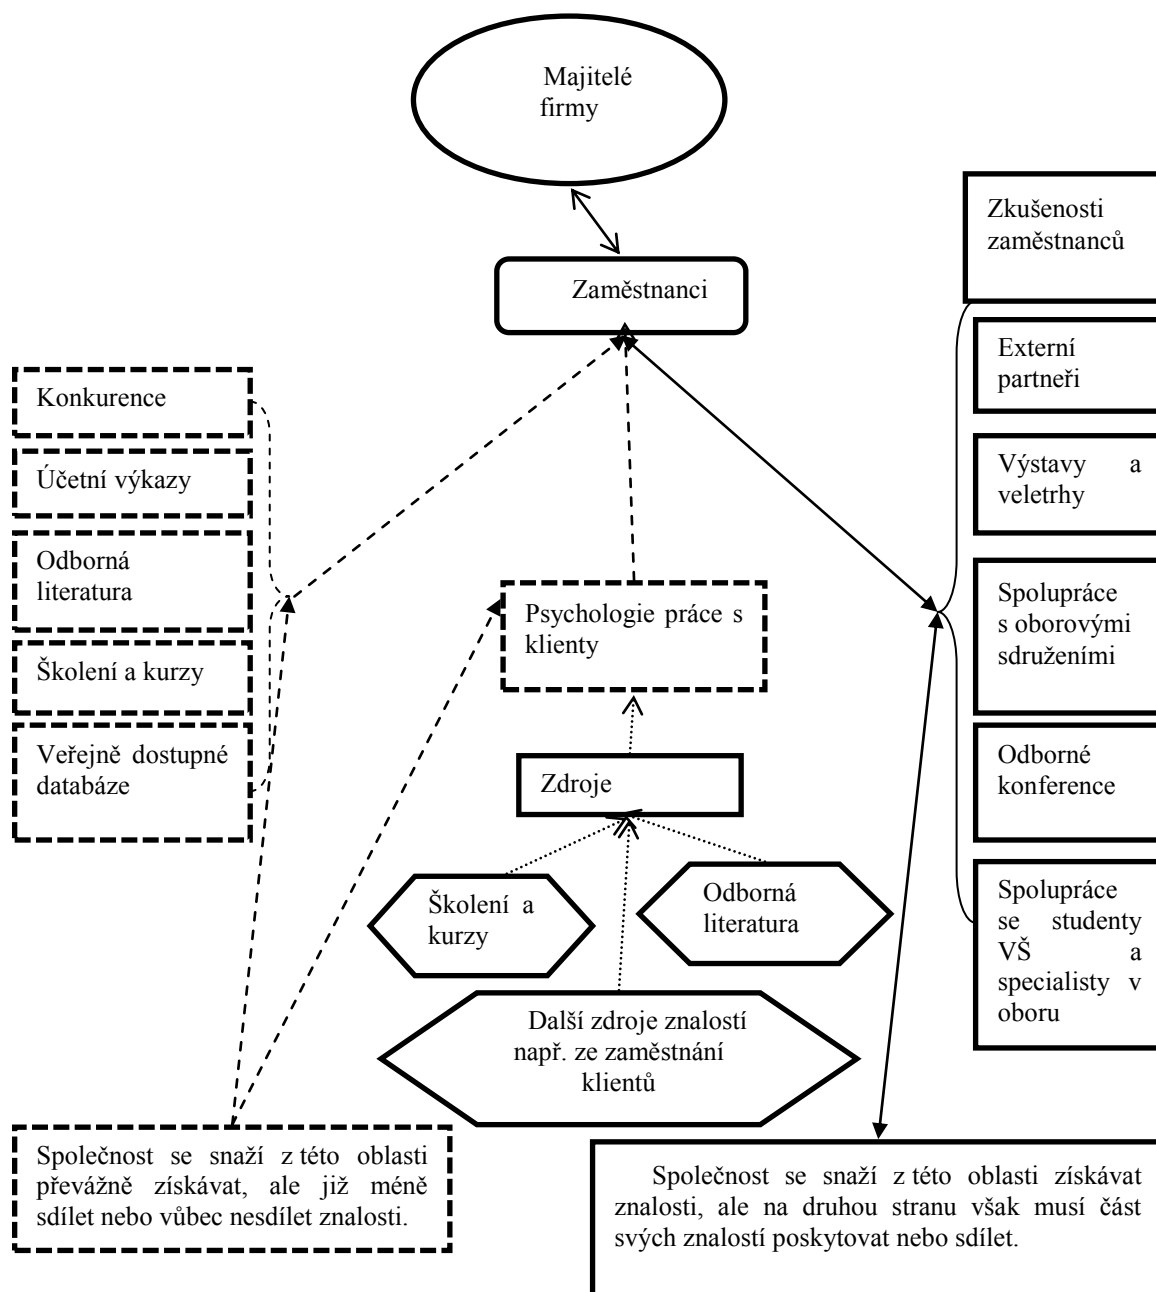 Majitelé
firmy
Zaměstnanci
Konkurence
Účetní výkazy
Odborná
literatura
Školení a kurzy
Veřejně dostupné
databáze
Psychologie práce s
klienty
Zdroje
Školení a
kurzy
Odborná
literatura
Další zdroje znalostí
např. ze zaměstnání
klientů
Zkušenosti
zaměstnanců
Externí
partneři
Výstavy a
veletrhy
Spolupráce
s oborovými
sdruženími
Odborné
konference
Spolupráce
se studenty
VŠ a
specialisty v
oboru
Společnost se snaží z této oblasti
převážně získávat, ale již méně
sdílet nebo vůbec nesdílet znalosti.
Společnost se snaží z této oblasti získávat
znalosti, ale na druhou stranu však musí část
svých znalostí poskytovat nebo sdílet.